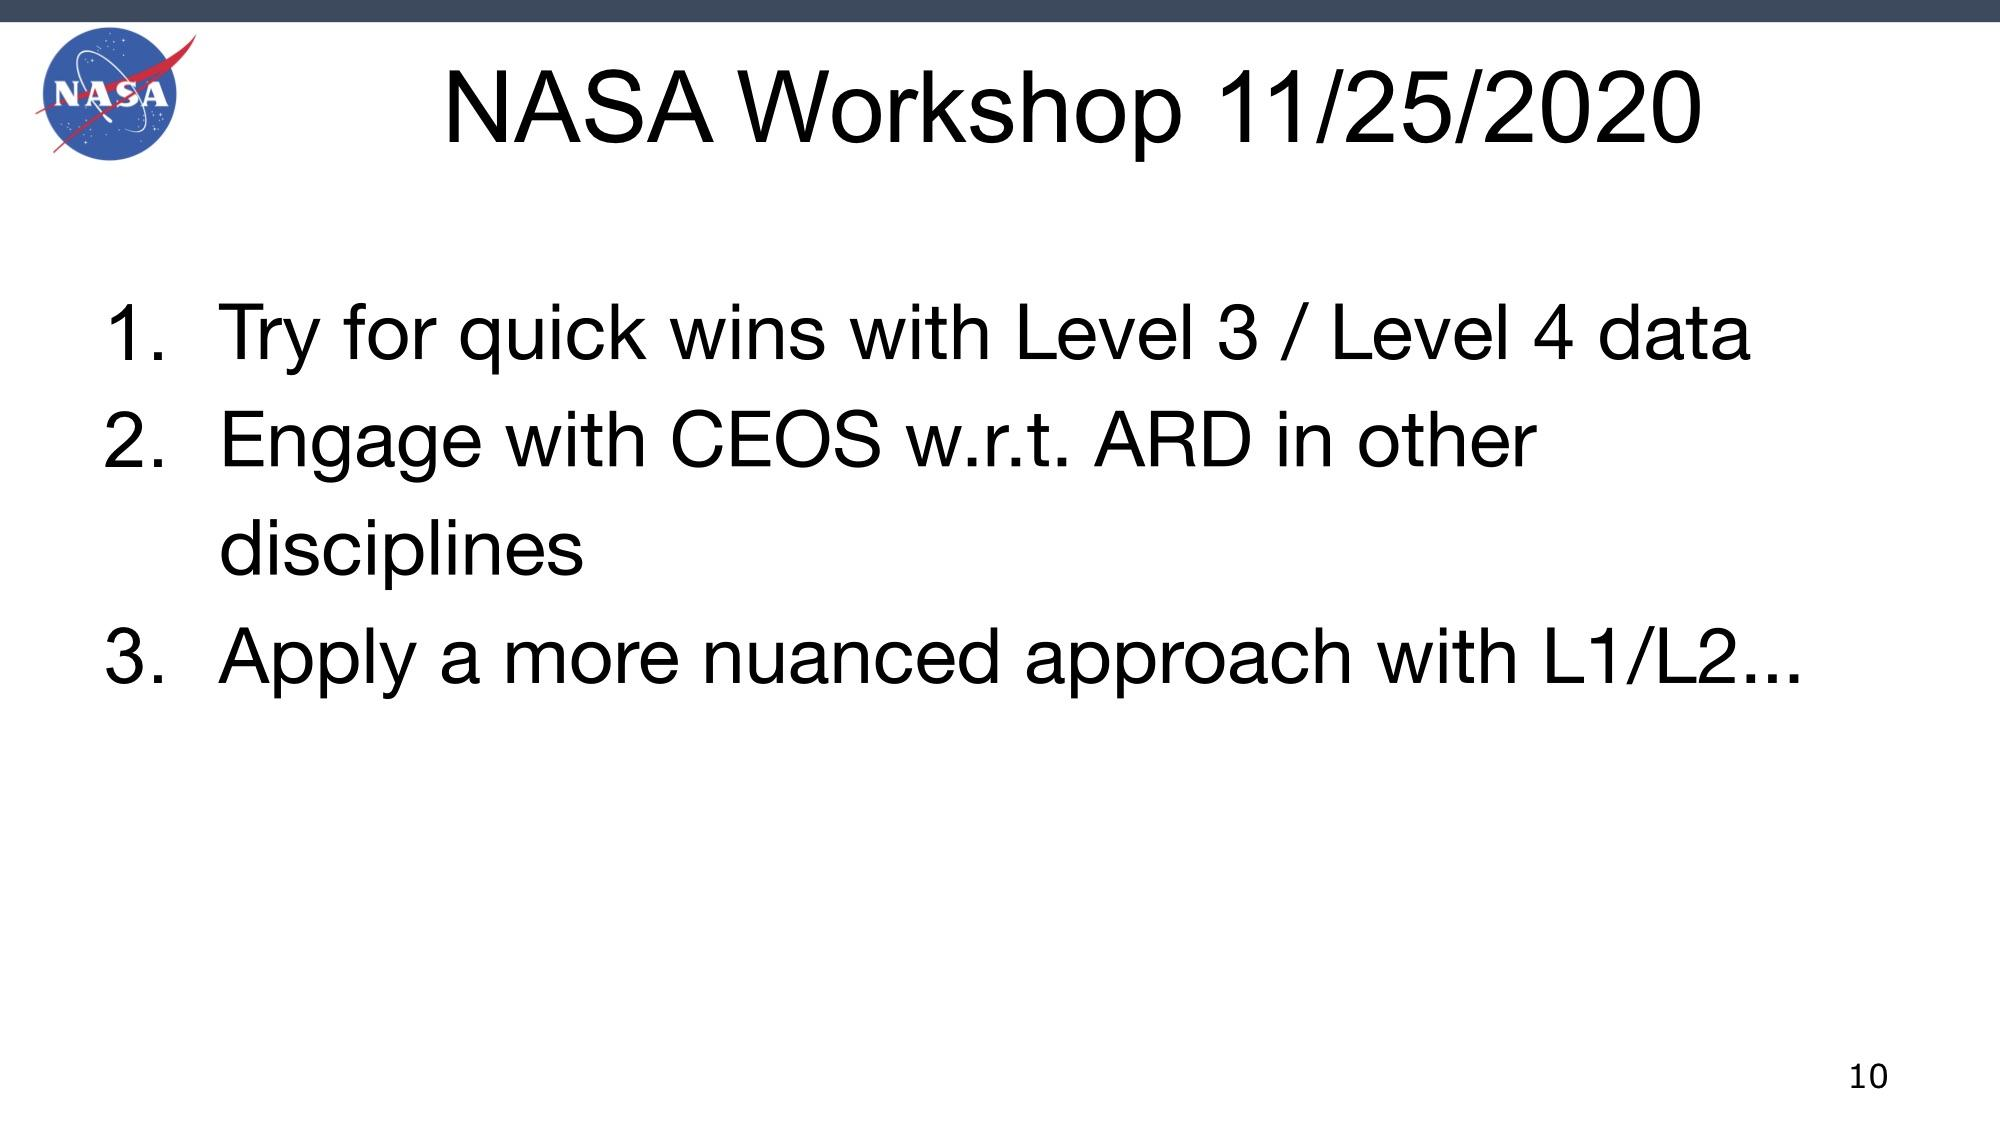 NASA
NASA Workshop 11/25/2020
1. Try for quick wins with Level 3 / Level 4 data
2. Engage with CEOS w.r.t. ARD in other
disciplines
3. Apply a more nuanced approach with L1/L2...
10